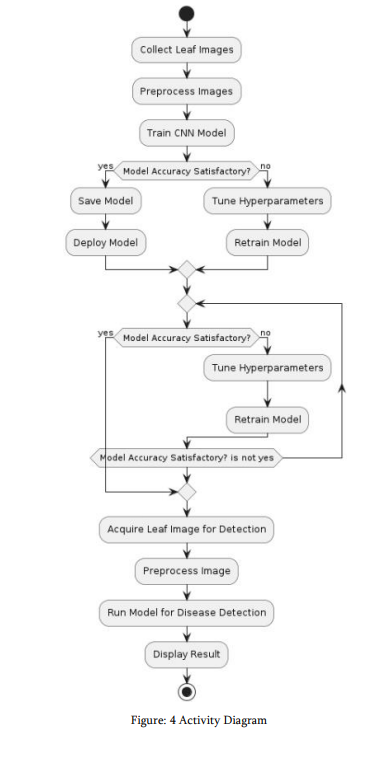 Collect Leaf Images
Preprocess Images
Train CNN Model
yes
Model Accuracy Satisfactory?
no
Save Model
Tune Hyperparameters
Deploy Model
Retrain Model
yes
Model Accuracy Satisfactory?
no
Tune Hyperparameters
Retrain Model
Model Accuracy Satisfactory? is not yes
Acquire Leaf Image for Detection
Preprocess Image
Run Model for Disease Detection
Display Result
Figure: 4 Activity Diagram